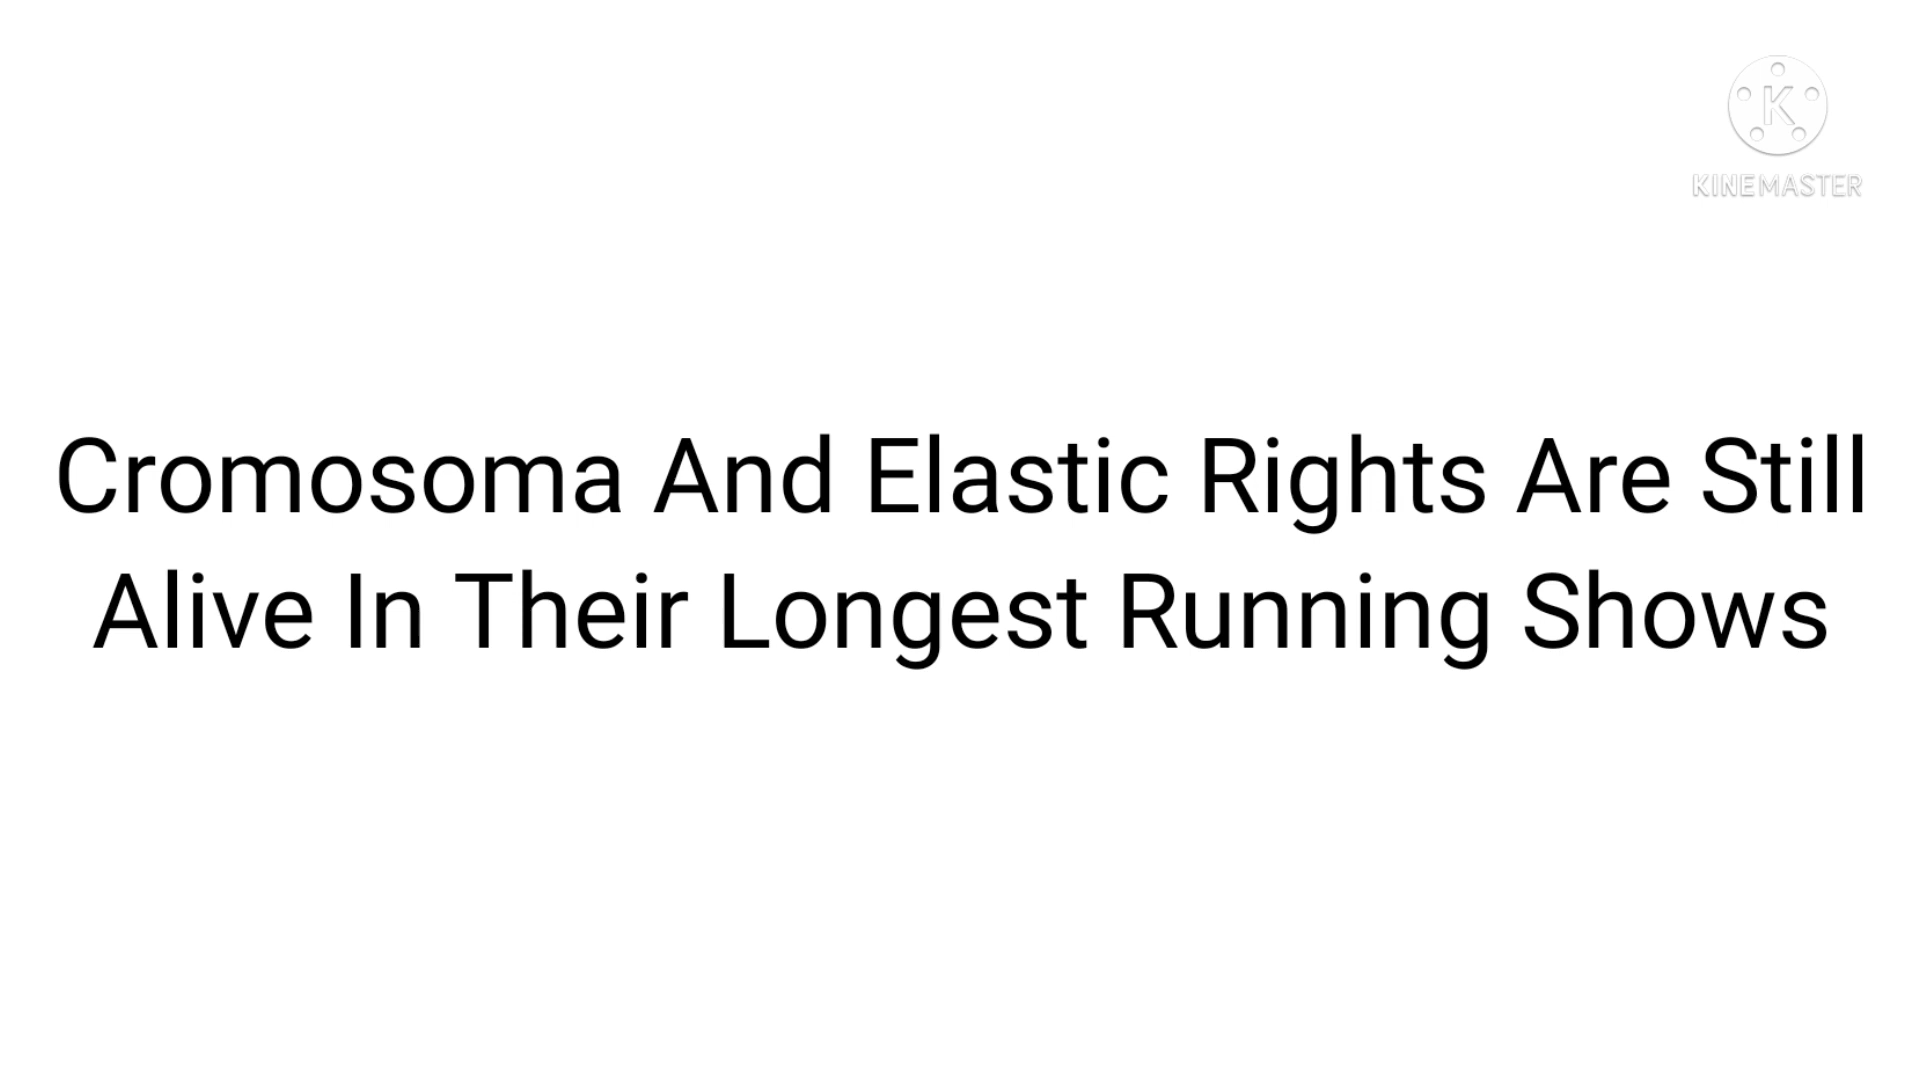 K
KINEMASTER
Cromosoma And Elastic Rights Are Still
Alive In Their Longest Running Shows